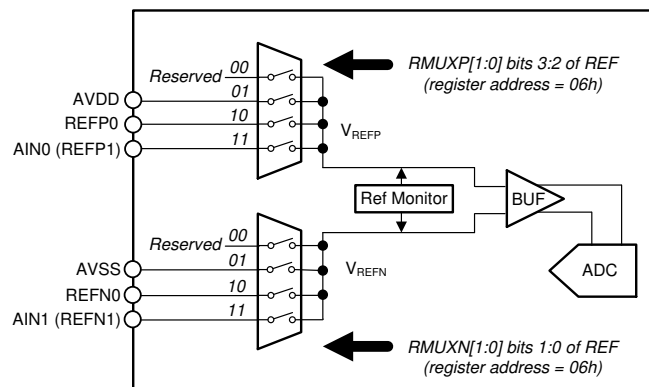 RMUXP[1:0] bits 3:2 of REF
(register address = 06h)
Reserved 00
AVDD 01
REFP0 10
AIN0 (REFP1) 11
VREFP
Ref Monitor
BUF
ADC
Reserved 00
AVSS 01
REFN0 10
AIN1 (REFN1) 11
VREFN
RMUXN[1:0] bits 1:0 of REF
(register address = 06h)